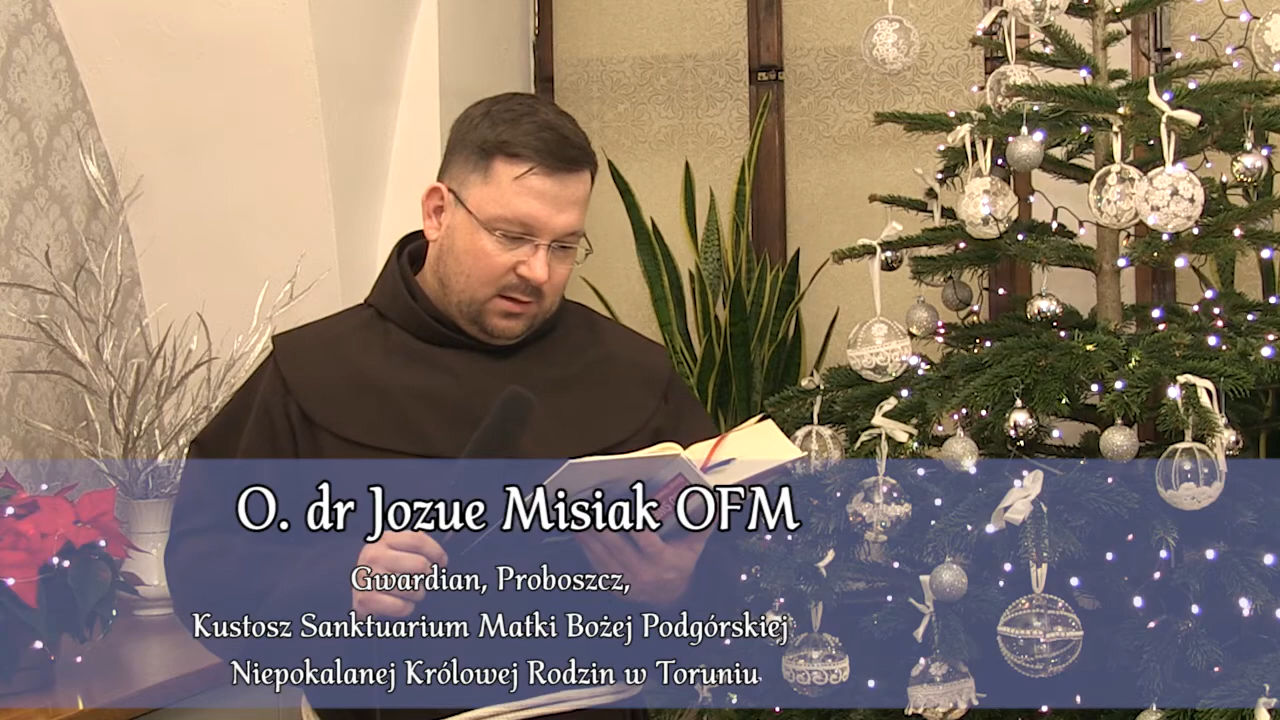 O. dr Jozue Misiak OFM
Gwardian, Proboszcz,
Kustosz Sanktuarium Matki Bożej Podgórskiej
Niepokalanej Królowej Rodzin w Toruniu